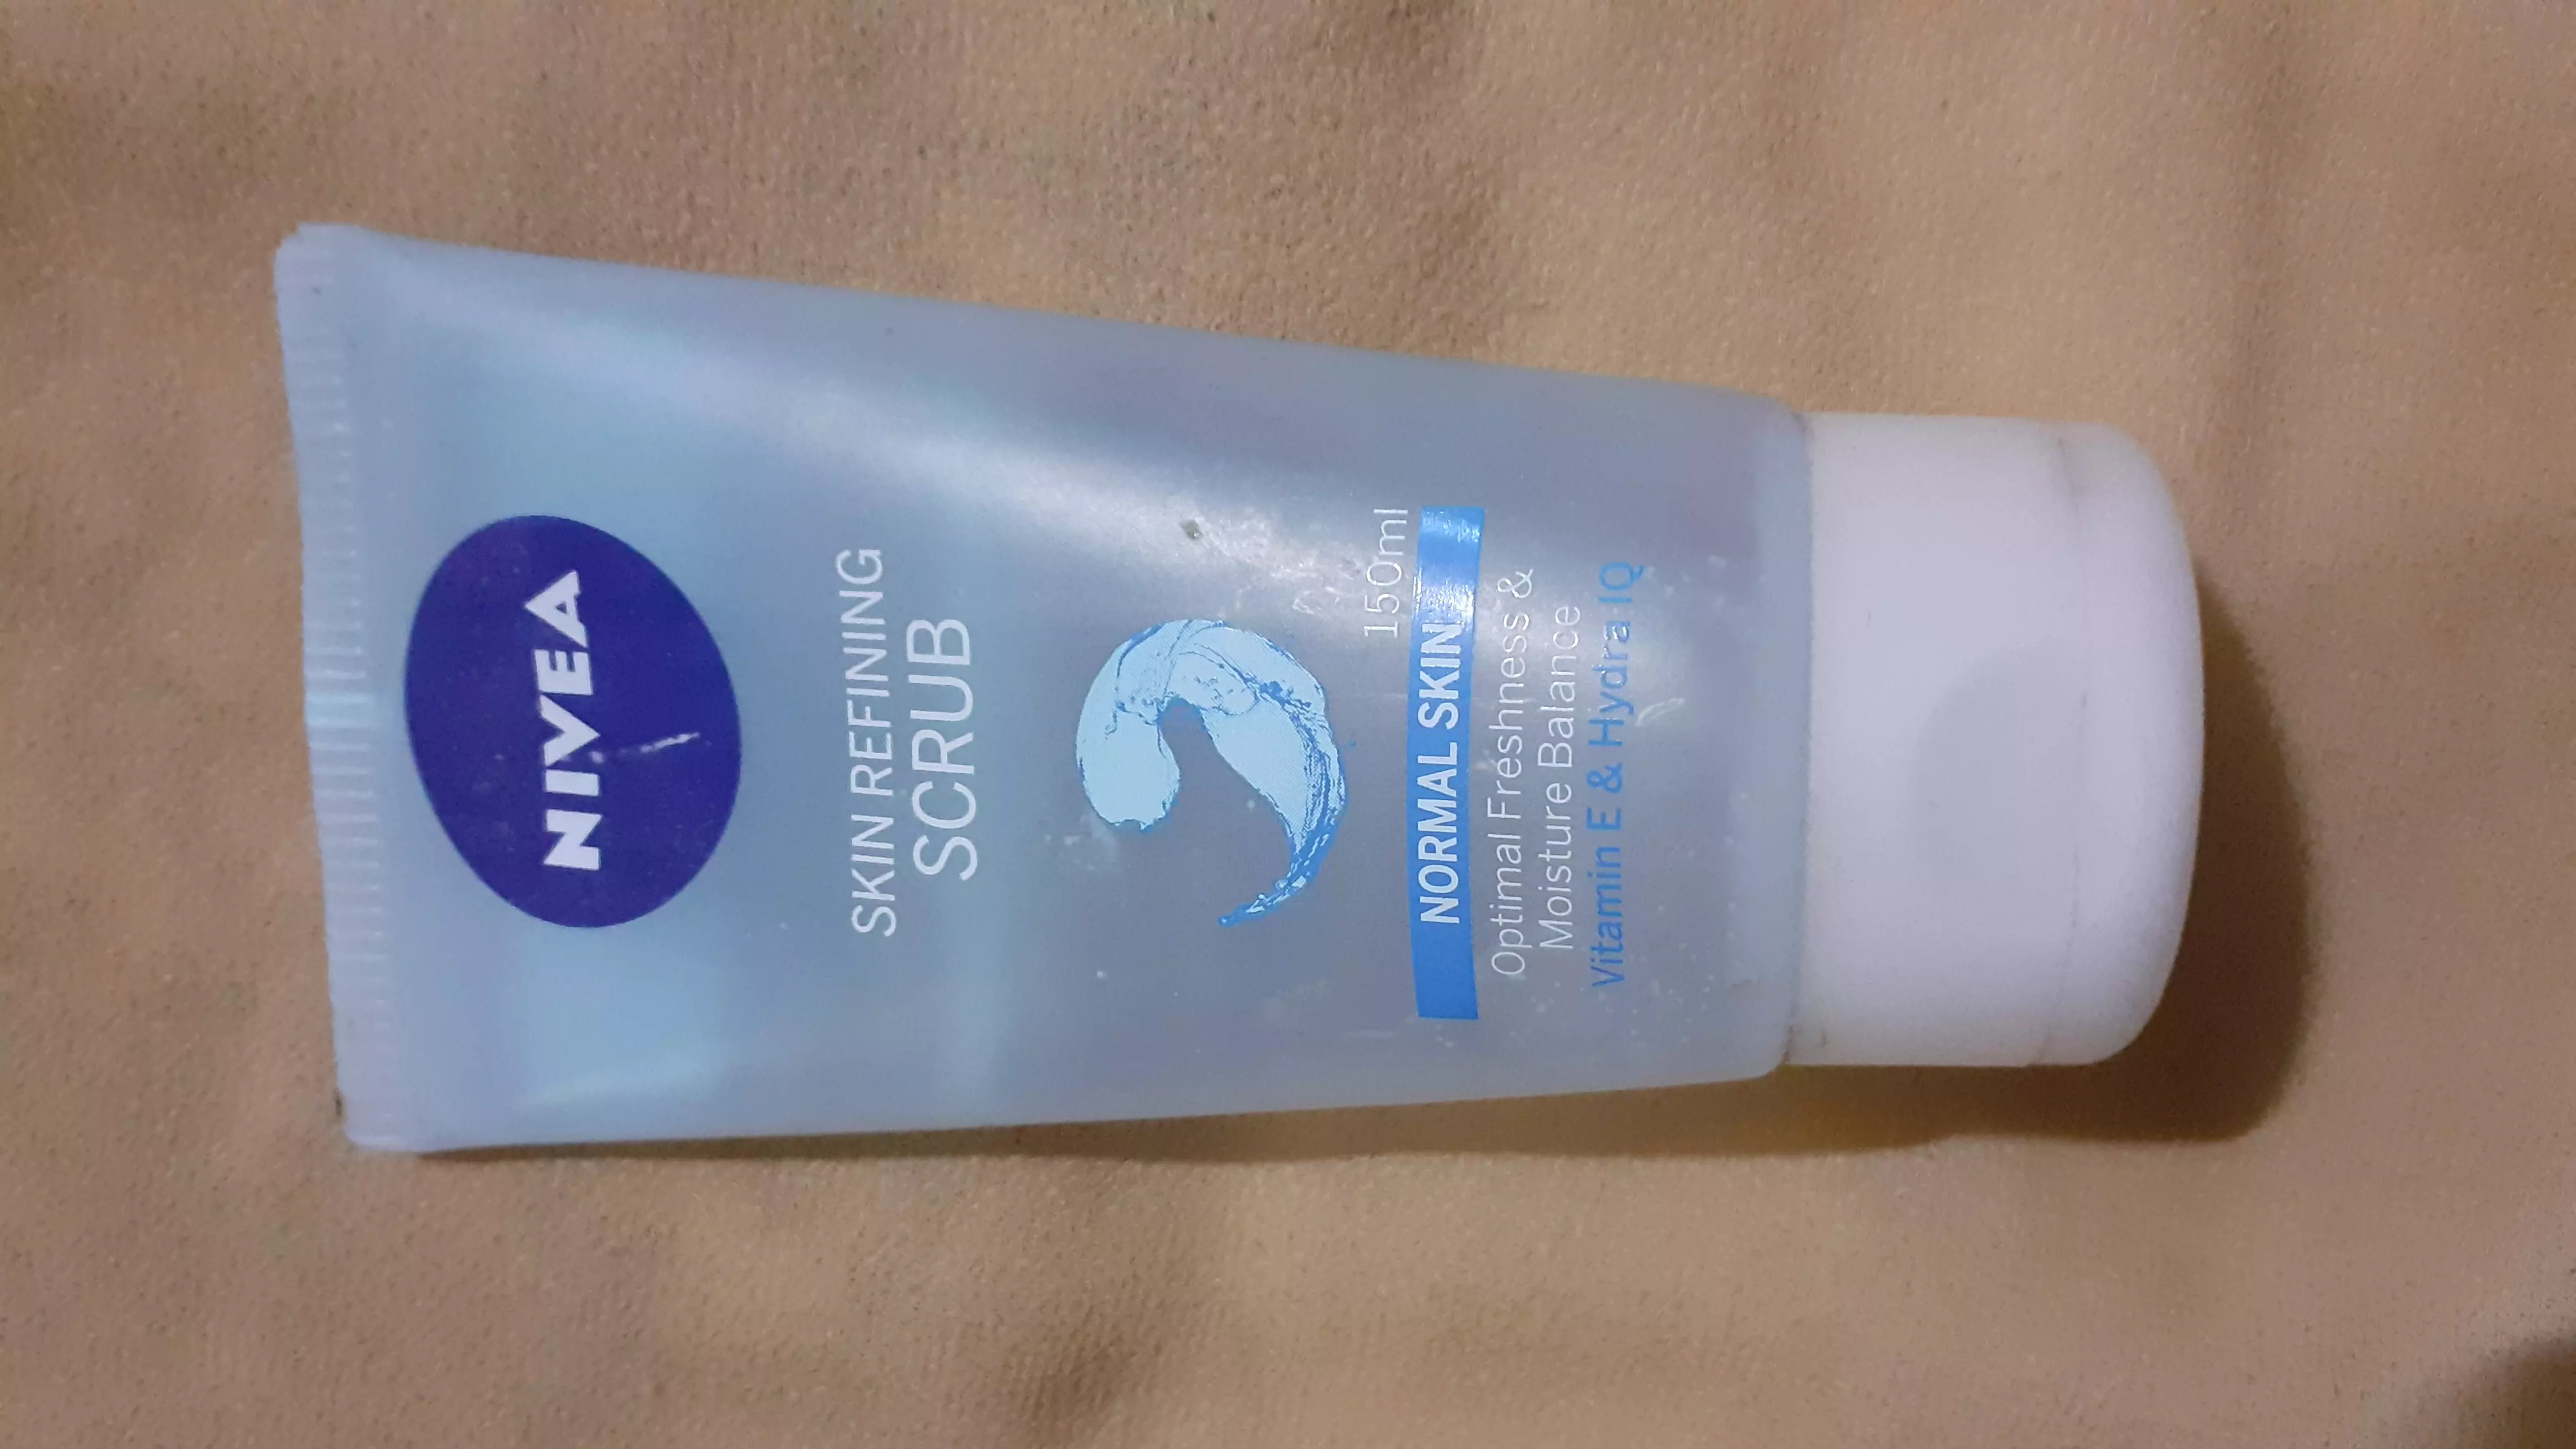 NIVEA
SKIN REFINING
SCRUB
150ml
NORMAL SKIN
Optimal Freshness &
Moisture Balance
Vitamin E & Hydra IQ